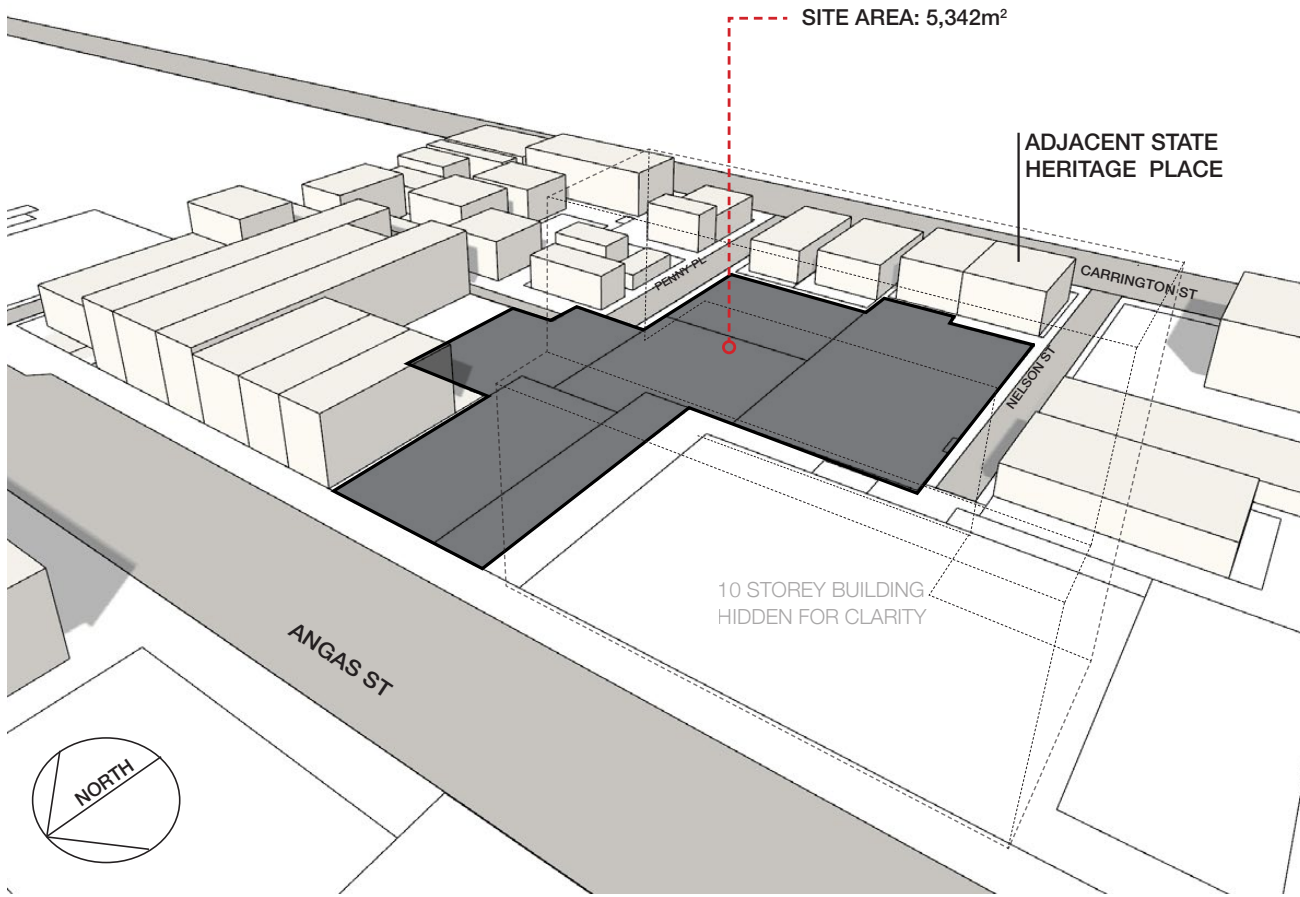 SITE AREA: 5,342m²
ADJACENT STATE
HERITAGE PLACE
CARRINGTON ST
PENNY PL
NELSON ST
10 STOREY BUILDING
HIDDEN FOR CLARITY
ANGAS ST
NORTH